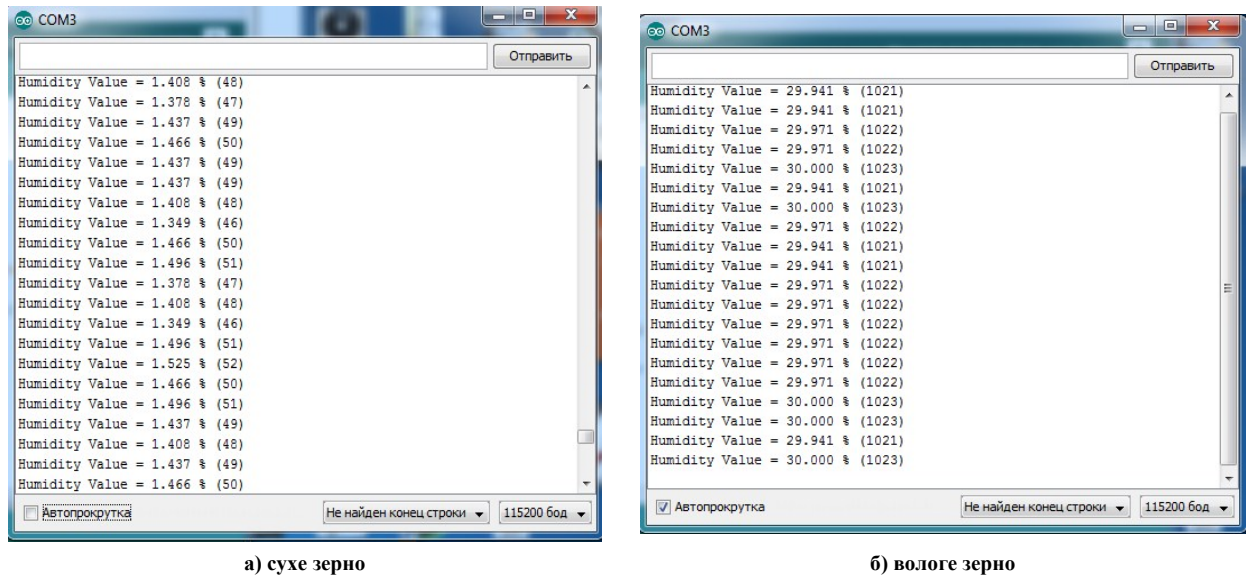 COM3
Отправить
Humidity Value = 1.408 % (48)
Humidity Value = 1.378 % (47)
Humidity Value = 1.437 % (49)
Humidity Value = 1.466 % (50)
Humidity Value = 1.437 % (49)
Humidity Value = 1.437 % (49)
Humidity Value = 1.408 % (48)
Humidity Value = 1.349 % (46)
Humidity Value = 1.466 % (50)
Humidity Value = 1.496 % (51)
Humidity Value = 1.378 % (47)
Humidity Value = 1.408 % (48)
Humidity Value = 1.349 % (46)
Humidity Value = 1.496 % (51)
Humidity Value = 1.525 % (52)
Humidity Value = 1.466 % (50)
Humidity Value = 1.496 % (51)
Humidity Value = 1.437 % (49)
Humidity Value = 1.408 % (48)
Humidity Value = 1.437 % (49)
Humidity Value = 1.466 % (50)
Автопрокрутка Не найден конец строки 115200 бод
а) сухе зерно
COM3
Отправить
Humidity Value = 29.941 % (1021)
Humidity Value = 29.941 % (1021)
Humidity Value = 29.971 % (1022)
Humidity Value = 29.971 % (1022)
Humidity Value = 30.000 % (1023)
Humidity Value = 29.941 % (1021)
Humidity Value = 30.000 % (1023)
Humidity Value = 29.971 % (1022)
Humidity Value = 29.941 % (1021)
Humidity Value = 29.941 % (1021)
Humidity Value = 29.971 % (1022)
Humidity Value = 29.971 % (1022)
Humidity Value = 29.971 % (1022)
Humidity Value = 29.971 % (1022)
Humidity Value = 29.971 % (1022)
Humidity Value = 29.971 % (1022)
Humidity Value = 30.000 % (1023)
Humidity Value = 30.000 % (1023)
Humidity Value = 29.941 % (1021)
Humidity Value = 30.000 % (1023)
Автопрокрутка Не найден конец строки 115200 бод
б) вологе зерно